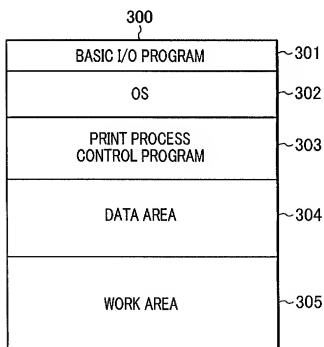 300
BASIC I/O PROGRAM 301
OS 302
PRINT PROCESS 303
CONTROL PROGRAM
DATA AREA 304
WORK AREA 305